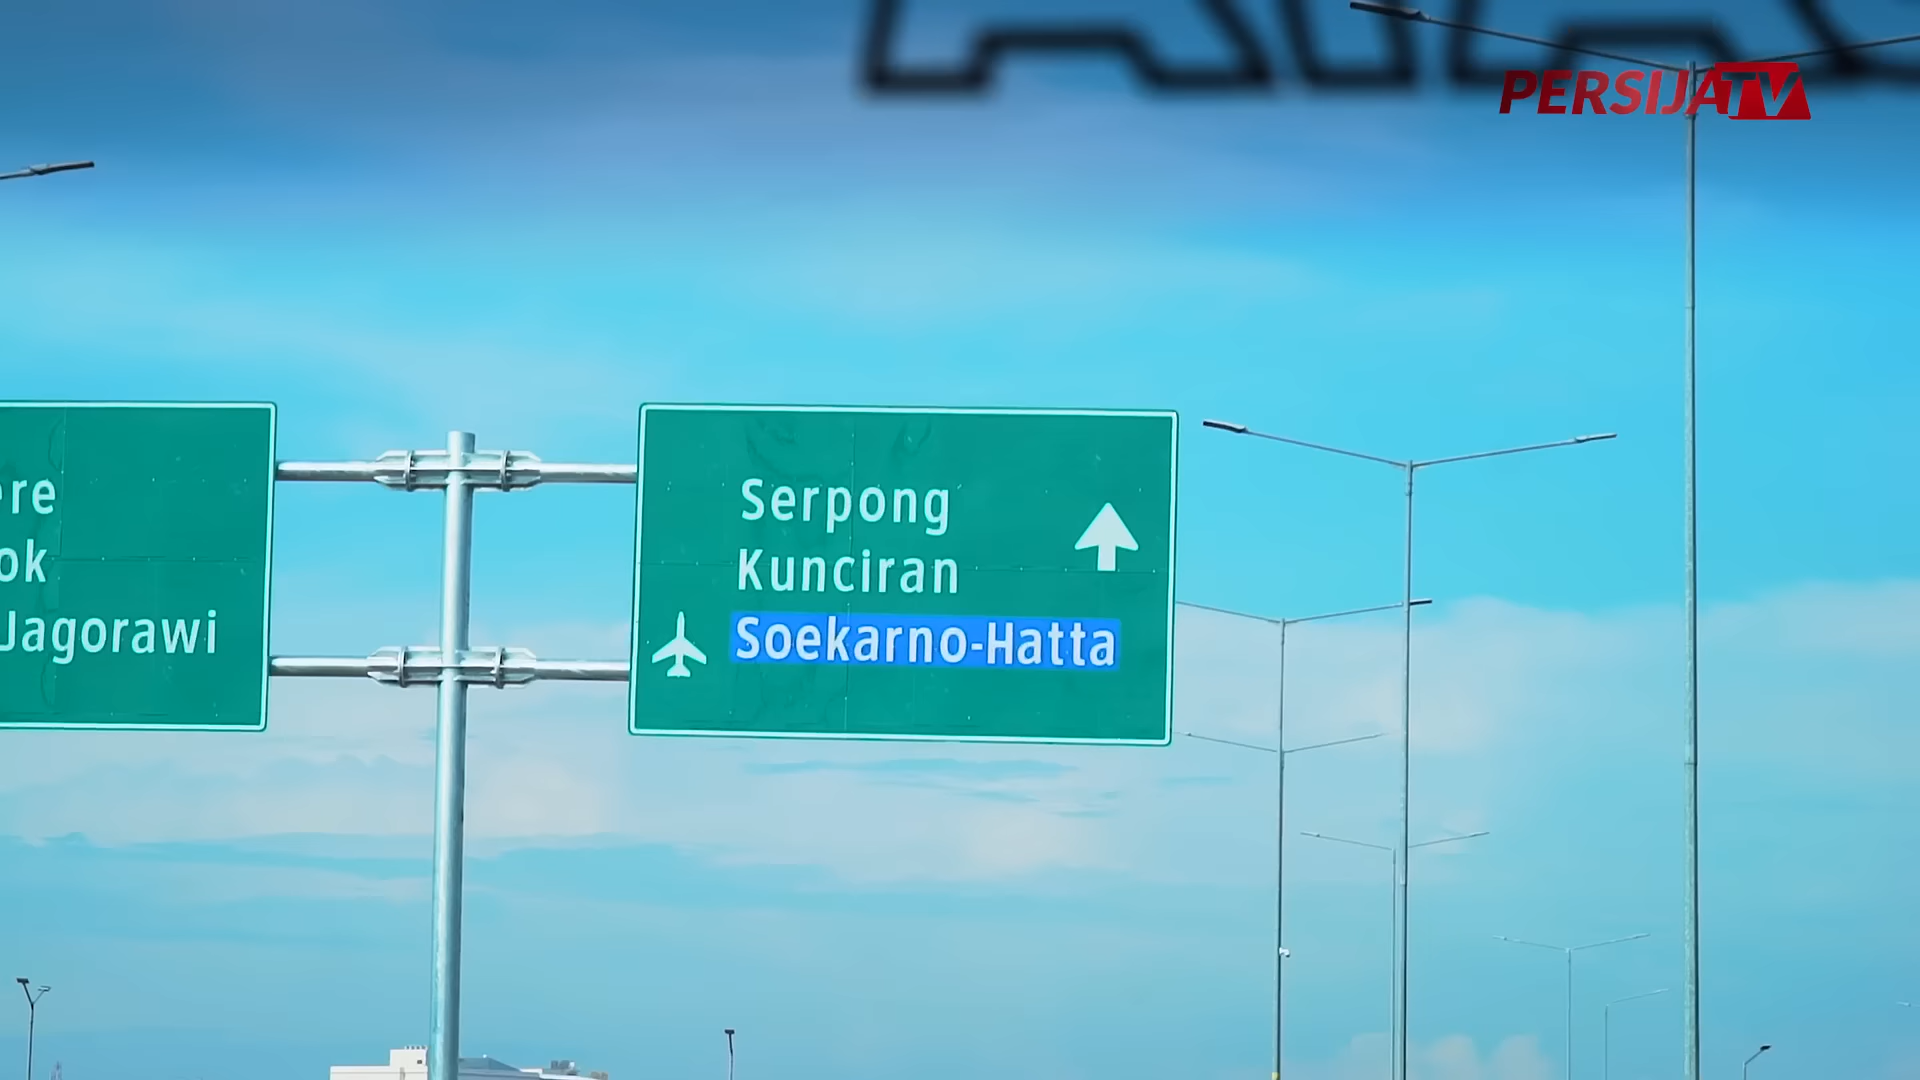 PERSIJATV
Jagorawi
Serpong
Kunciran
Soekarno-Hatta